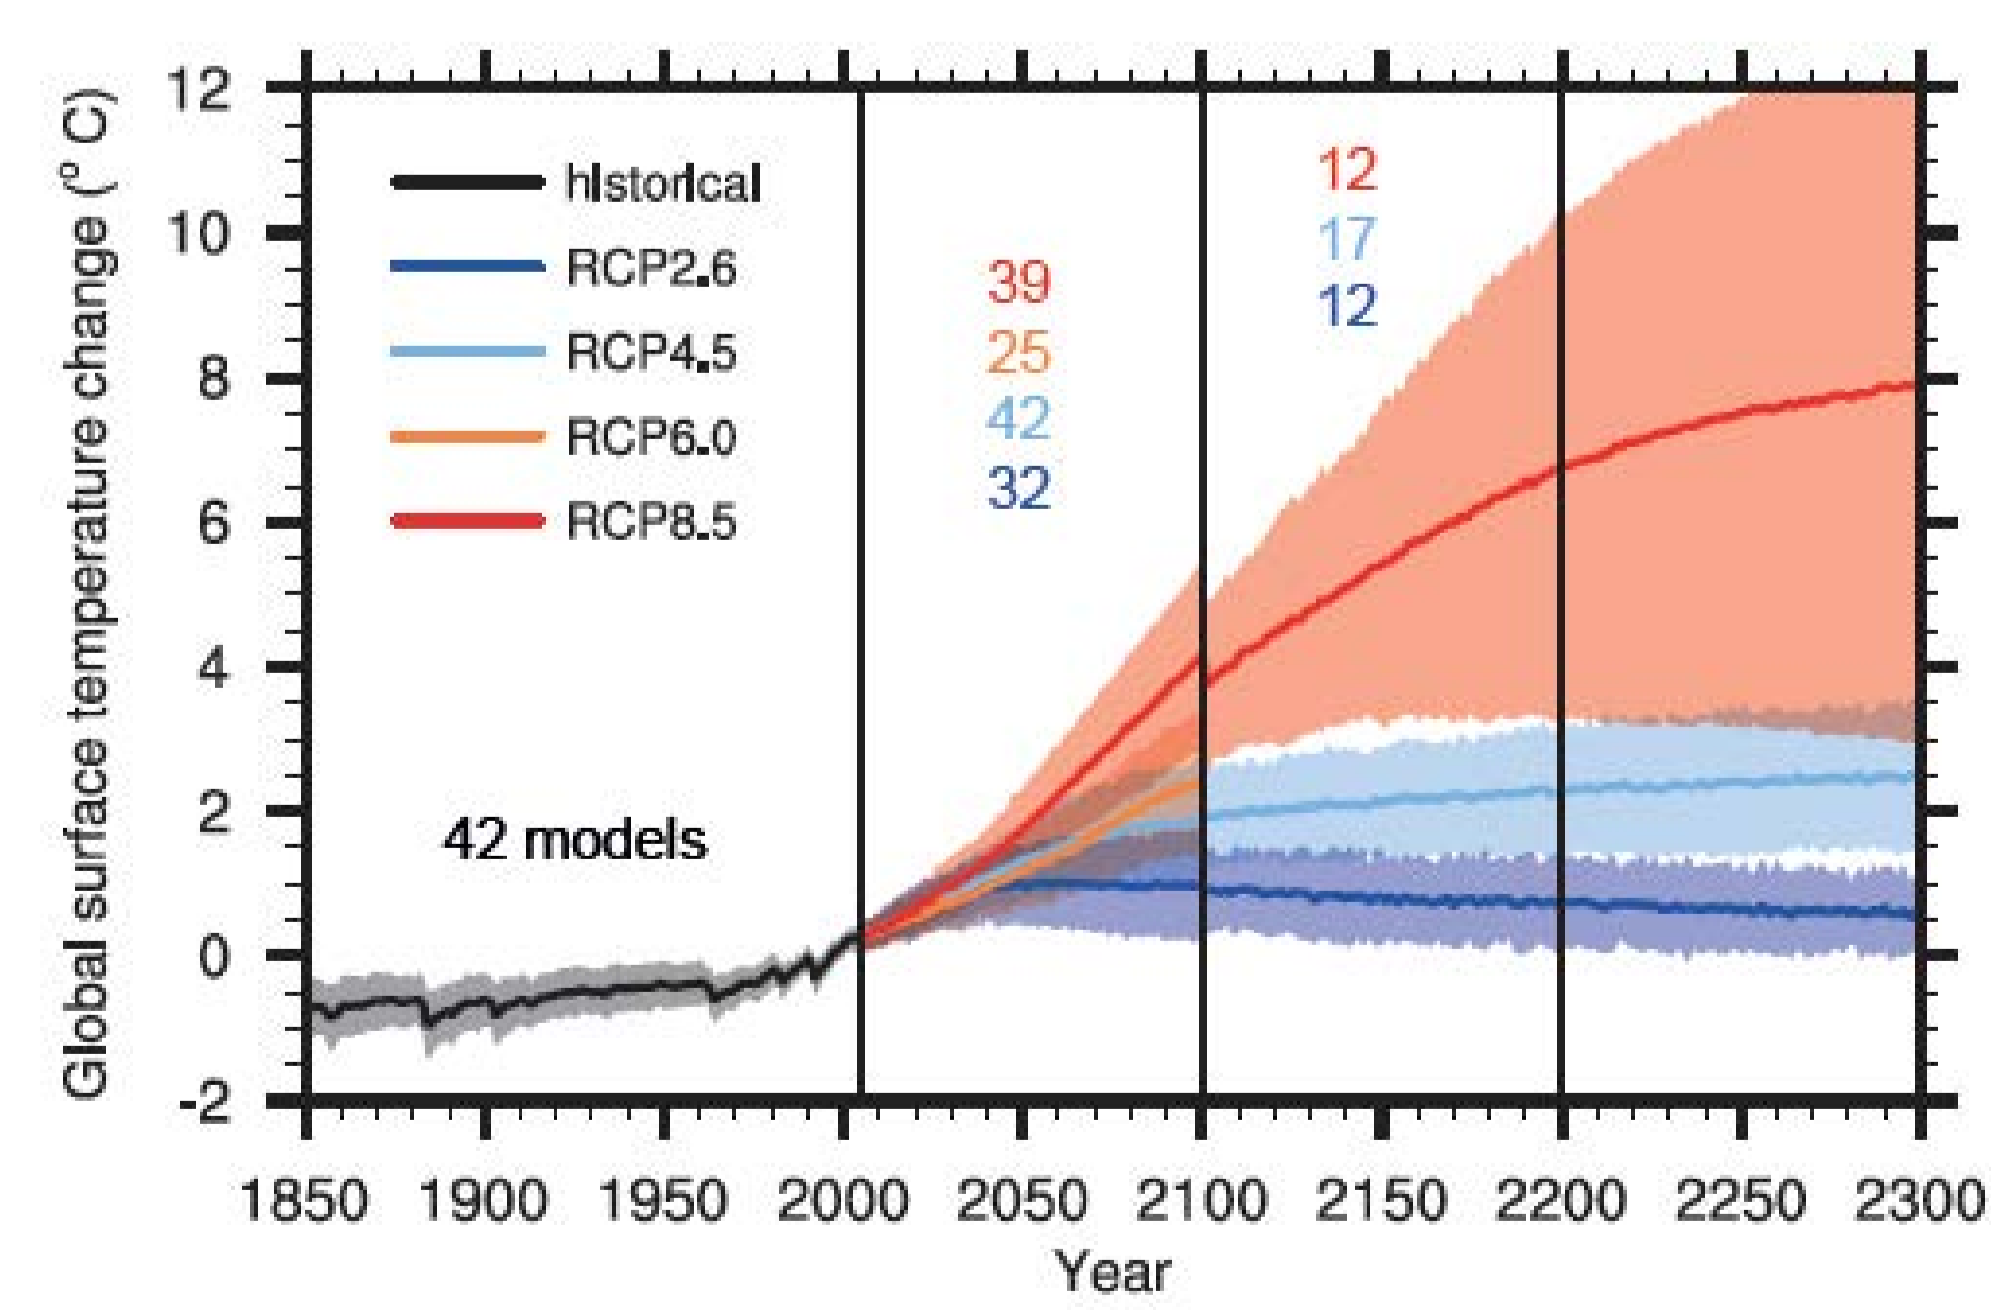 Global surface temperature change (° C)
12
10
8
6
4
2
0
-2
historical
RCP2.6
RCP4.5
RCP6.0
RCP8.5
42 models
39
25
42
32
12
17
12
1850 1900 1950 2000 2050 2100 2150 2200 2250 2300
Year